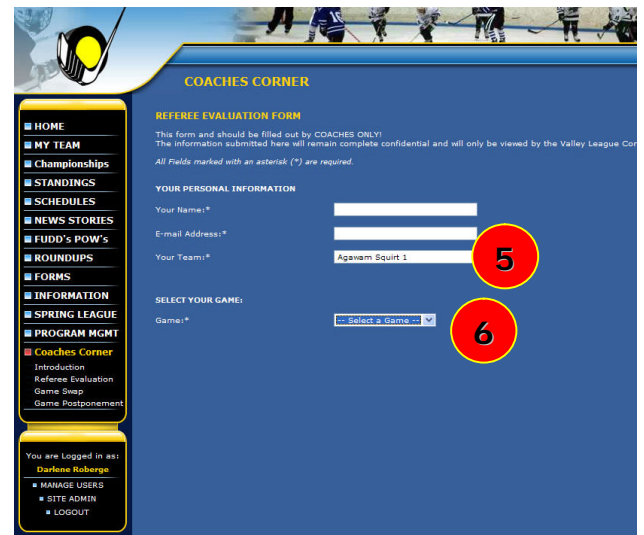 COACHES CORNER
REFEREE EVALUATION FORM
This form and should be filled out by COACHES ONLY!
The information submitted here will remain complete confidential and will only be viewed by the Valley League Cor
All Fields marked with an asterisk (*) are required.
YOUR PERSONAL INFORMATION
Your Name:*
E-mail Address:*
Your Team:* Agawam Squirt 1
5
SELECT YOUR GAME:
Game:* -- Select a Game --
6
HOME
MY TEAM
Championships
STANDINGS
SCHEDULES
NEWS STORIES
FUDD's POW's
ROUNDUPS
FORMS
INFORMATION
SPRING LEAGUE
PROGRAM MGMT
Coaches Corner
Introduction
Referee Evaluation
Game Swap
Game Postponement
You are Logged in as:
Darlene Roberge
MANAGE USERS
SITE ADMIN
LOGOUT